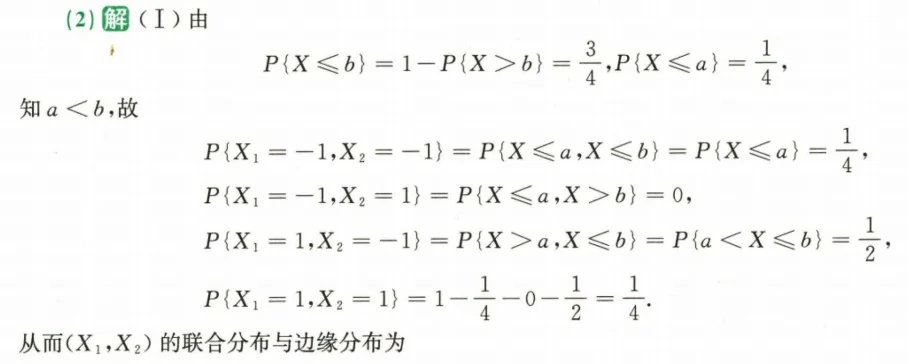 (2) 解 (Ⅰ) 由
P{X ⩽ b} = 1 − P{X > b} = 3/4, P{X ⩽ a} = 1/4,
知 a < b,故
P{X₁ = −1, X₂ = −1} = P{X ⩽ a, X ⩽ b} = P{X ⩽ a} = 1/4,
P{X₁ = −1, X₂ = 1} = P{X ⩽ a, X > b} = 0,
P{X₁ = 1, X₂ = −1} = P{X > a, X ⩽ b} = P{a < X ⩽ b} = 1/2,
P{X₁ = 1, X₂ = 1} = 1 − 1/4 − 0 − 1/2 = 1/4.
从而(X₁, X₂) 的联合分布与边缘分布为